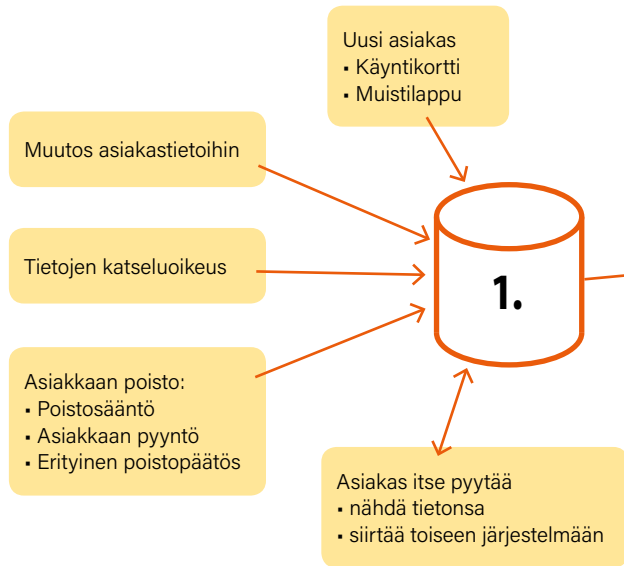 Uusi asiakas
▪ Käyntikortti
▪ Muistilappu
Muutos asiakastietoihin
Tietojen katseluoikeus
1.
Asiakkaan poisto:
▪ Poistosääntö
▪ Asiakkaan pyyntö
▪ Erityinen poistopäätös
Asiakas itse pyytää
▪ nähdä tietonsa
▪ siirtää toiseen järjestelmään